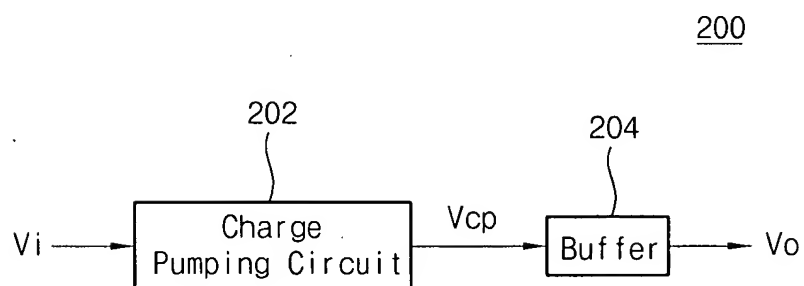 200
202
204
Vi
Charge
Pumping Circuit
Vcp
Buffer
Vo